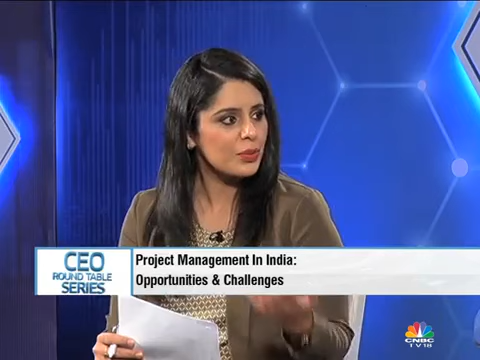 CEO
ROUND TABLE
SERIES
Project Management In India:
Opportunities & Challenges
CNBC
TV18